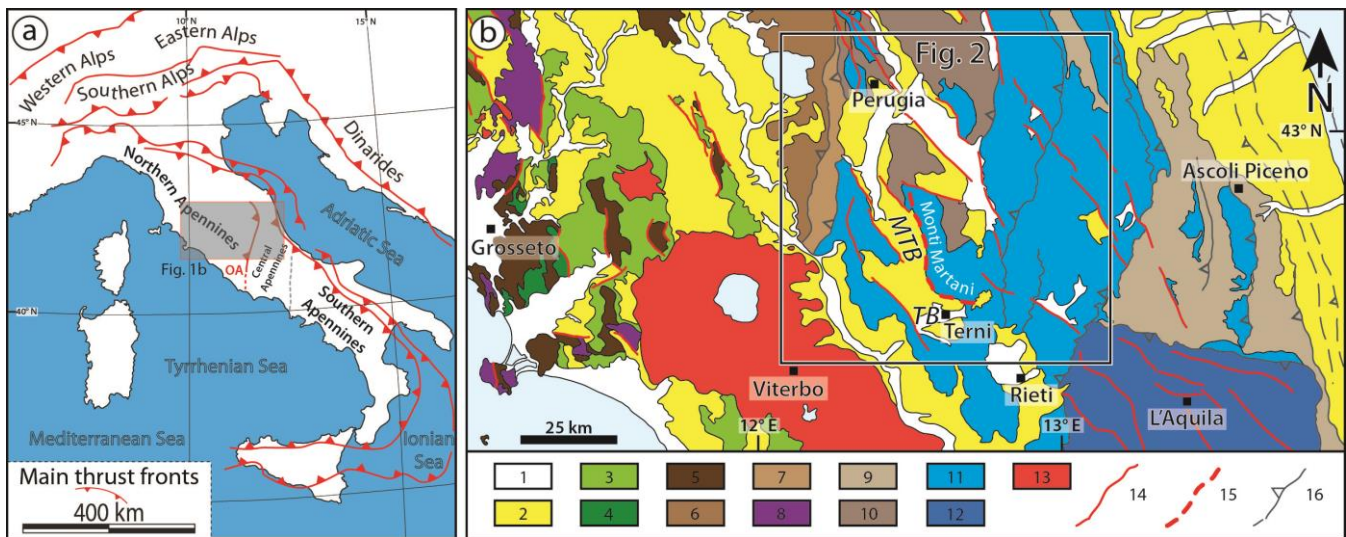 a
10° N
15° N
Western Alps
Eastern Alps
Southern Alps
Dinarides
45° N
Northern Apennines
Adriatic Sea
Fig. 1b
OA
Central Apennines
Southern Apennines
40° N
Tyrrhenian Sea
Mediterranean Sea
Ionian Sea
Main thrust fronts
400 km
b
Fig. 2
N
Perugia
43° N
Ascoli Piceno
Grosseto
MTB
Monti Martani
TB
Terni
Viterbo
Rieti
L'Aquila
25 km
12° E
13° E
1
3
5
7
9
11
13
14
15
16
2
4
6
8
10
12